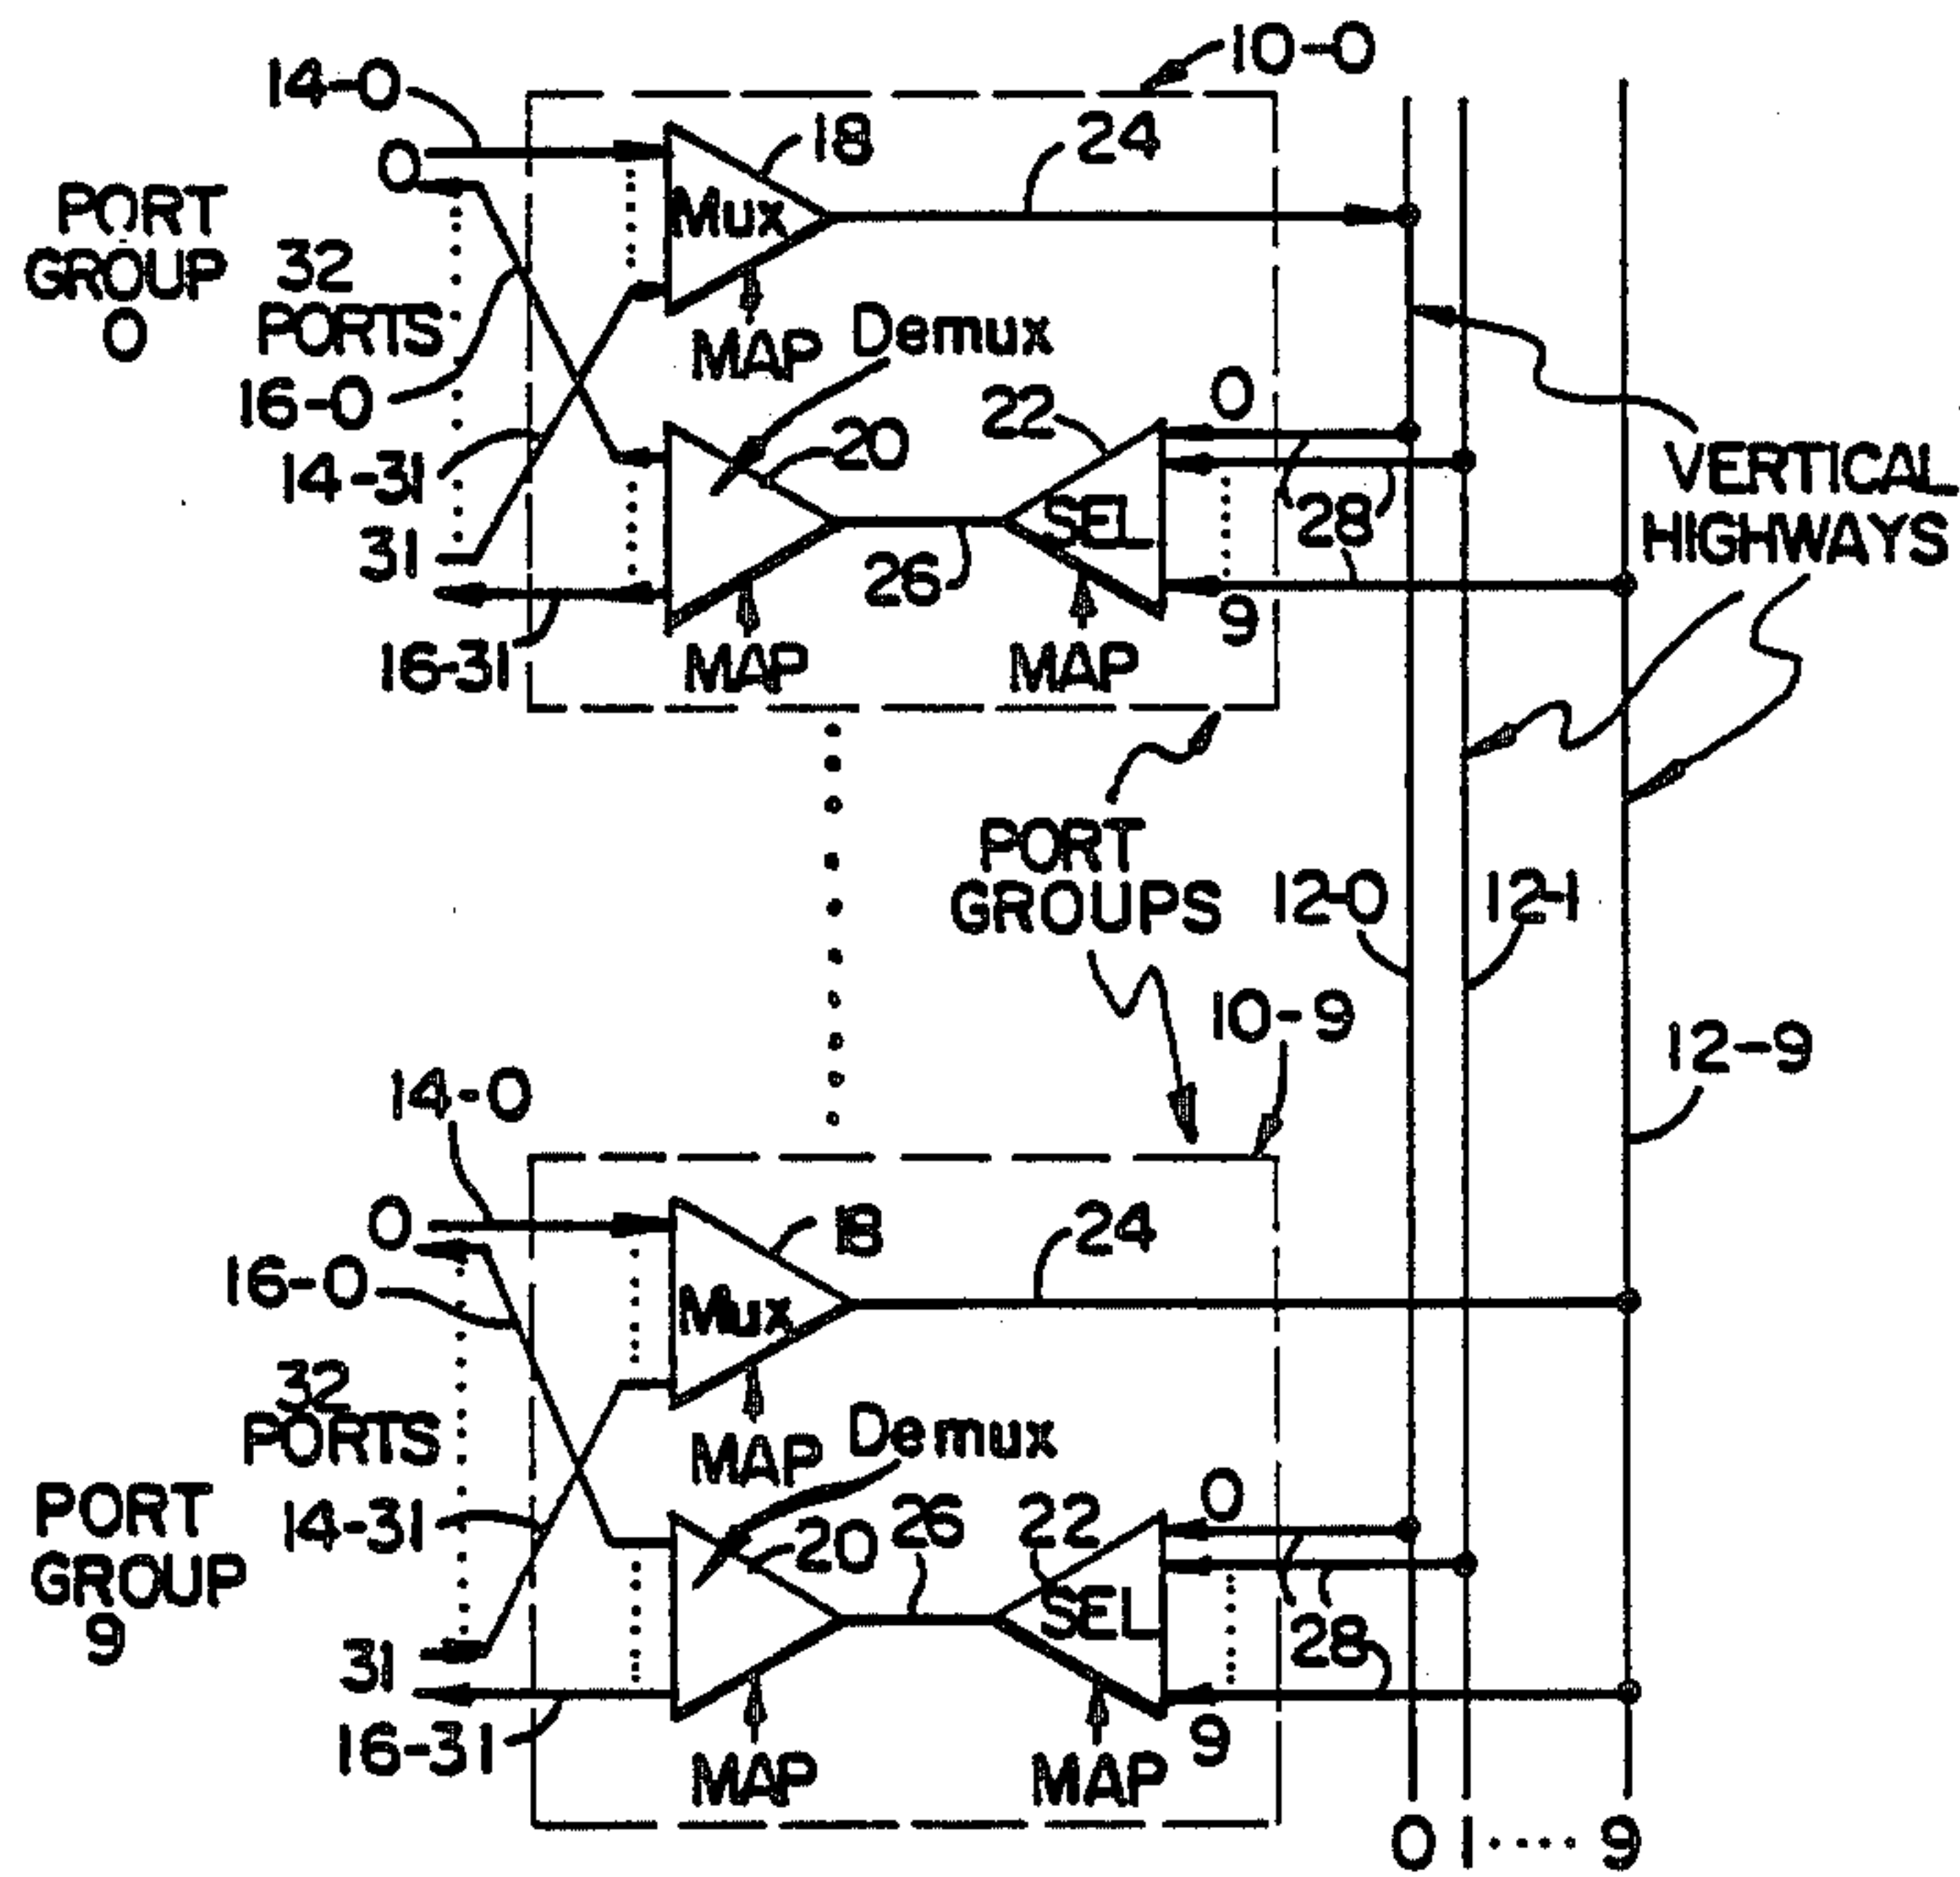 10-0
14-0
0
18
24
Mux
PORT
GROUP
0
32
PORTS
MAP
Demux
16-0
22
0
20
14-31
SEL
28
VERTICAL
HIGHWAYS
31
26
9
16-31
MAP
MAP
PORT
GROUPS
12-0
12-1
10-9
12-9
14-0
0
18
24
16-0
Mux
32
PORTS
MAP
Demux
0
PORT
GROUP
9
14-31
20
26
22
SEL
28
31
9
16-31
MAP
MAP
0 1 .... 9